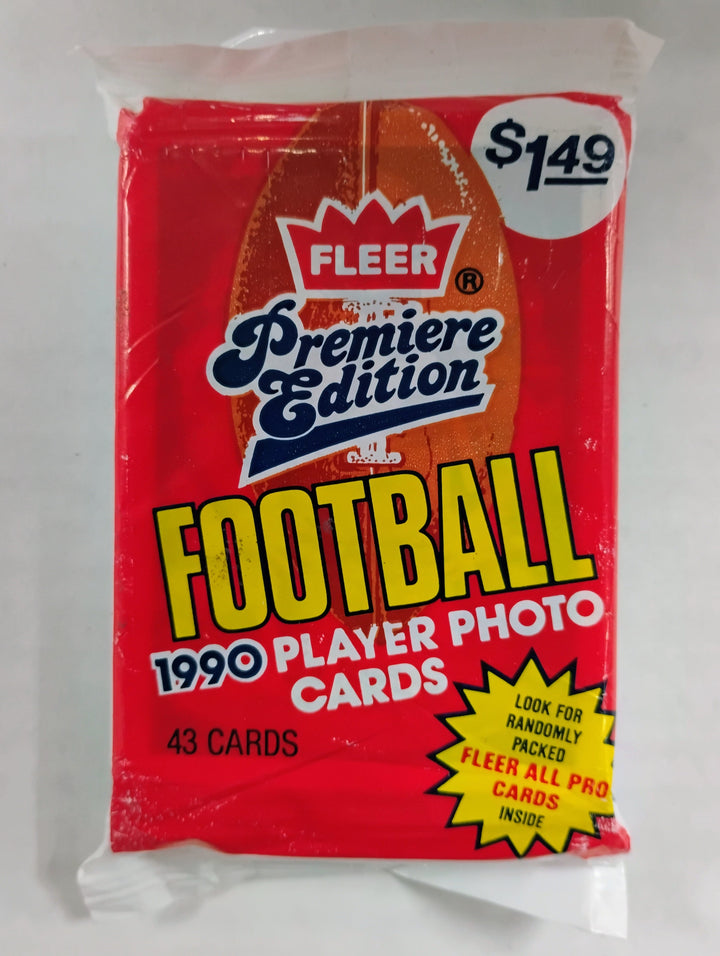 $1.49
FLEER
®
Premiere
Edition
FOOTBALL
1990 PLAYER PHOTO
CARDS
43 CARDS
LOOK FOR
RANDOMLY
PACKED
FLEER ALL PRO
CARDS
INSIDE